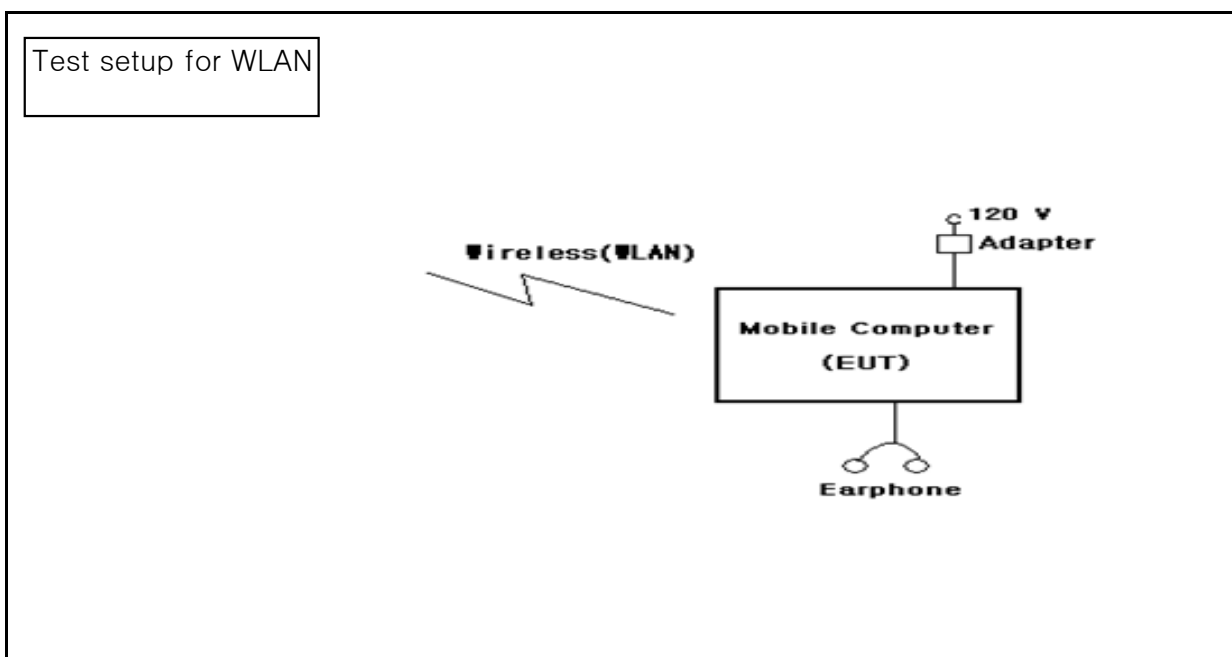 Test setup for WLAN
120 V
Wireless(WLAN)
Adapter
Mobile Computer
(EUT)
Earphone